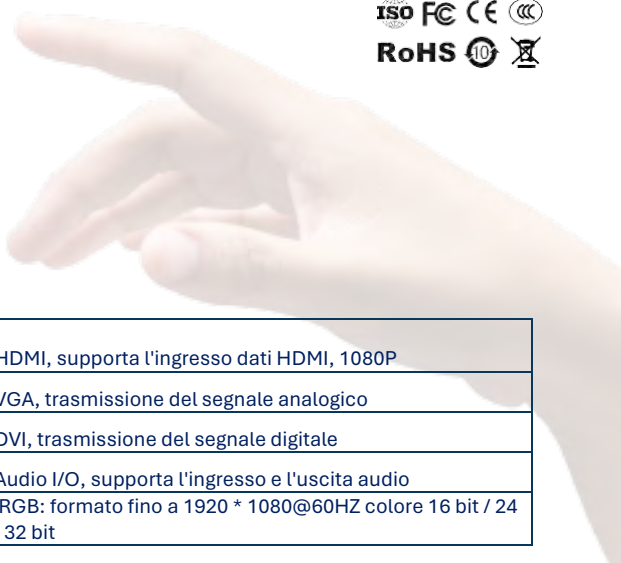 ISO FC CE CCC
RoHS 10
HDMI, supporta l'ingresso dati HDMI, 1080P
VGA, trasmissione del segnale analogico
DVI, trasmissione del segnale digitale
Audio I/O, supporta l'ingresso e l'uscita audio
RGB: formato fino a 1920 * 1080@60HZ colore 16 bit / 24
32 bit